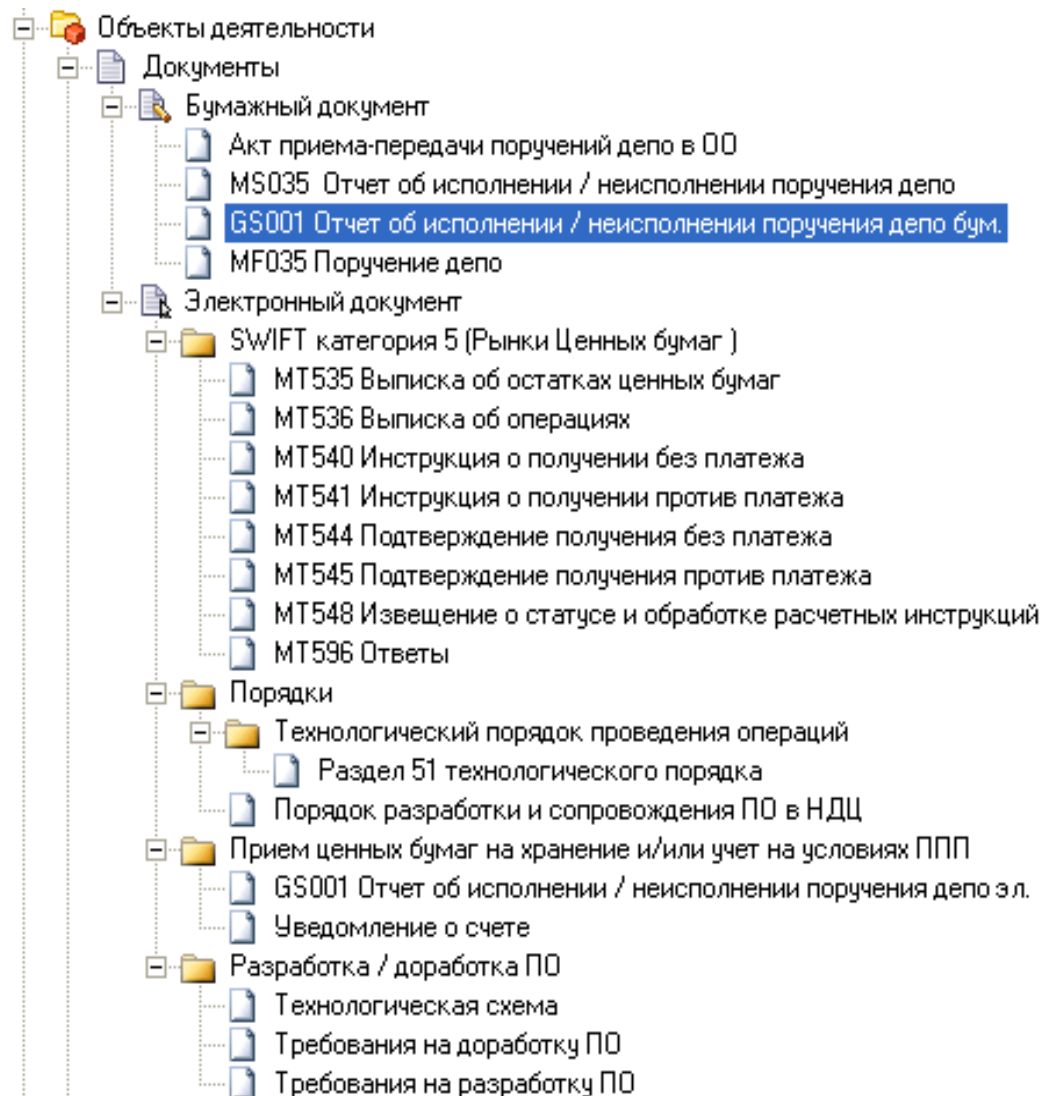 Объекты деятельности
Документы
Бумажный документ
Акт приема-передачи поручений депо в ОО
MS035 Отчет об исполнении / неисполнении поручения депо
GS001 Отчет об исполнении / неисполнении поручения депо бум.
MF035 Поручение депо
Электронный документ
SWIFT категория 5 (Рынки Ценных бумаг )
MT535 Выписка об остатках ценных бумаг
MT536 Выписка об операциях
MT540 Инструкция о получении без платежа
MT541 Инструкция о получении против платежа
MT544 Подтверждение получения без платежа
MT545 Подтверждение получения против платежа
MT548 Извещение о статусе и обработке расчетных инструкций
MT596 Ответы
Порядки
Технологический порядок проведения операций
Раздел 51 технологического порядка
Порядок разработки и сопровождения ПО в НДЦ
Прием ценных бумаг на хранение и/или учет на условиях ППП
GS001 Отчет об исполнении / неисполнении поручения депо эл.
Уведомление о счете
Разработка / доработка ПО
Технологическая схема
Требования на доработку ПО
Требования на разработку ПО